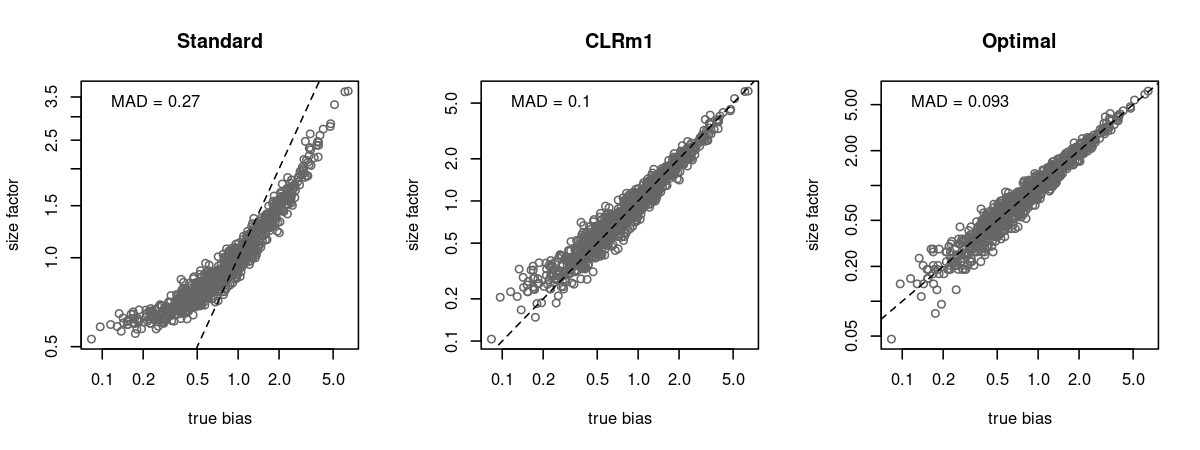 Standard
MAD = 0.27
size factor
3.5
2.5
1.5
1.0
0.5
0.1 0.2 0.5 1.0 2.0 5.0
true bias
CLRm1
MAD = 0.1
size factor
5.0
2.0
1.0
0.5
0.2
0.1
0.1 0.2 0.5 1.0 2.0 5.0
true bias
Optimal
MAD = 0.093
size factor
5.00
2.00
0.50
0.20
0.05
0.1 0.2 0.5 1.0 2.0 5.0
true bias